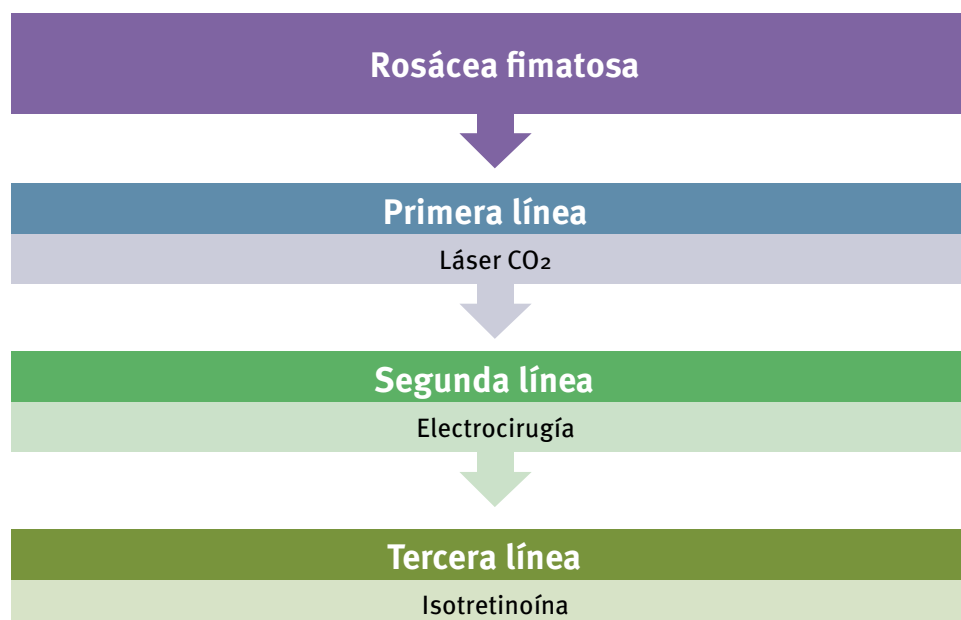 Rosácea fimatosa
Primera línea
Láser CO₂
Segunda línea
Electrocirugía
Tercera línea
Isotretinoína